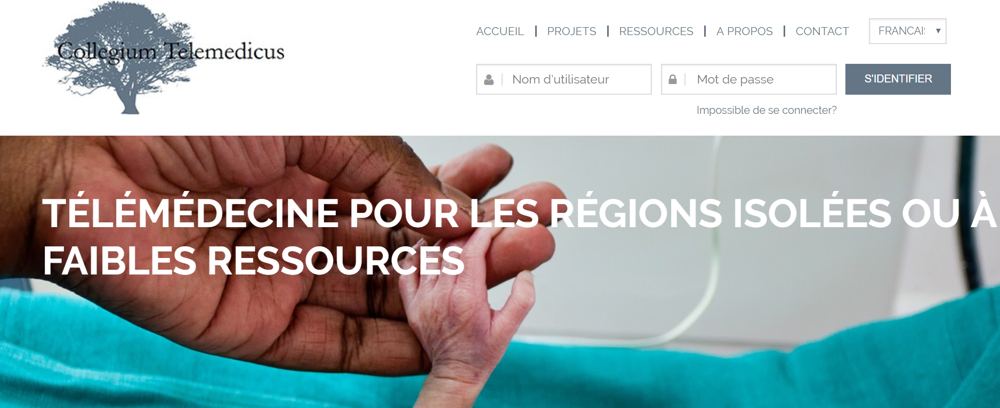 Collegium Telemedicus
ACCUEIL | PROJETS | RESSOURCES | A PROPOS | CONTACT
FRANCAI
Nom d'utilisateur
Mot de passe
S'IDENTIFIER
Impossible de se connecter?
TÉLÉMÉDECINE POUR LES RÉGIONS ISOLÉES OU À
FAIBLES RESSOURCES